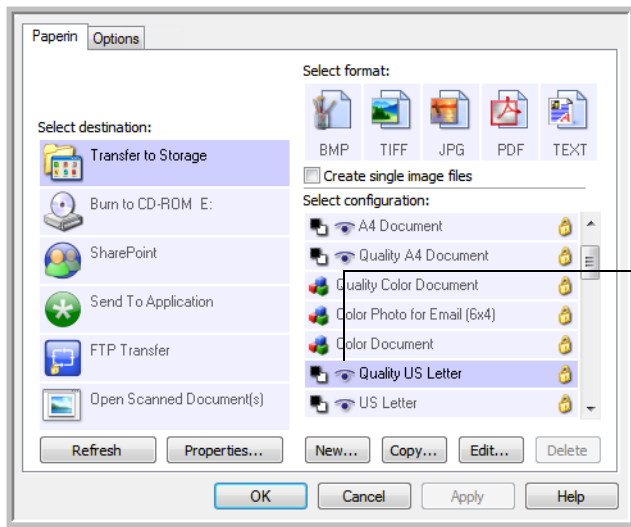 Paperin Options
Select format:
BMP TIFF JPG PDF TEXT
Create single image files
Select destination:
Transfer to Storage
Burn to CD-ROM E:
SharePoint
Send To Application
FTP Transfer
Open Scanned Document(s)
Select configuration:
A4 Document
Quality A4 Document
Quality Color Document
Color Photo for Email (6x4)
Color Document
Quality US Letter
US Letter
Refresh Properties... New... Copy... Edit... Delete
OK Cancel Apply Help